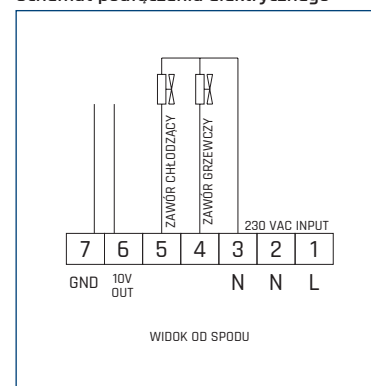 Schemat podłączenia elektrycznego
ZAWÓR CHŁODZĄCY
ZAWÓR GRZEWCZY
230 VAC INPUT
7 6 5 4 3 2 1
GND 10V OUT N N L
WIDOK OD SPODU